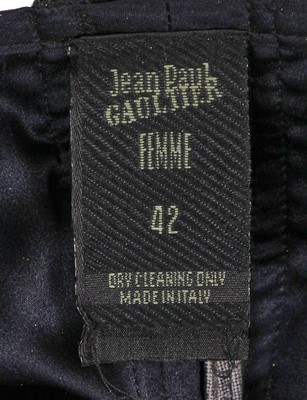 Jean Paul
GAULTIER
FEMME
42
DRY CLEANING ONLY
MADE IN ITALY